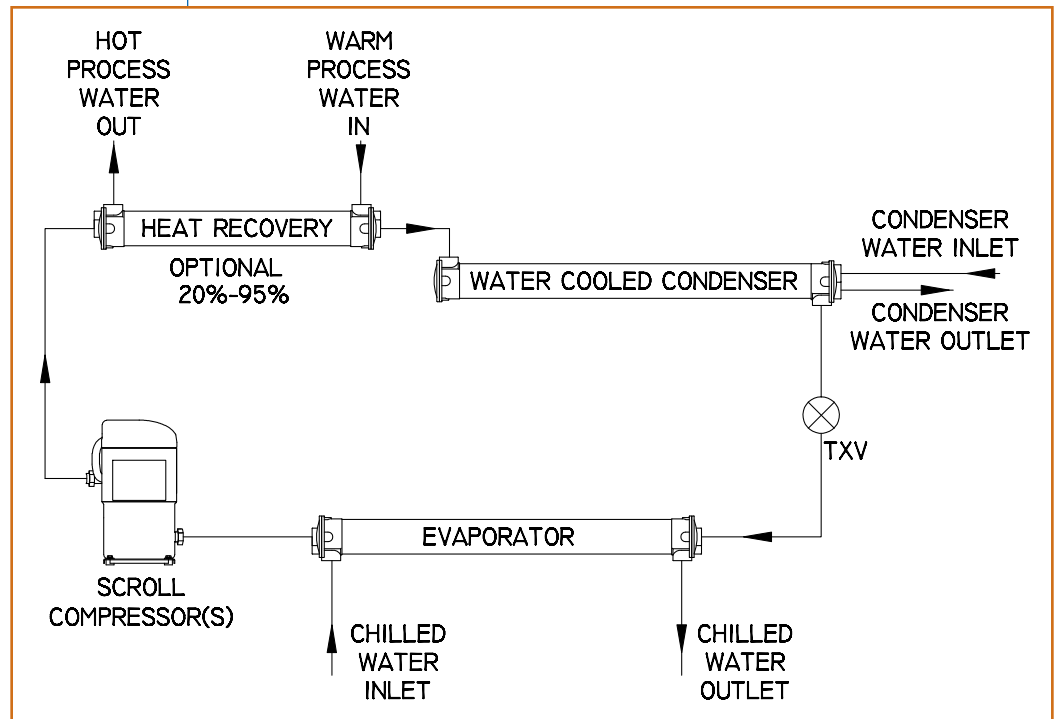 HOT
PROCESS
WATER
OUT
WARM
PROCESS
WATER
IN
HEAT RECOVERY
OPTIONAL
20%-95%
CONDENSER
WATER INLET
WATER COOLED CONDENSER
CONDENSER
WATER OUTLET
TXV
EVAPORATOR
SCROLL
COMPRESSOR(S)
CHILLED
WATER
INLET
CHILLED
WATER
OUTLET